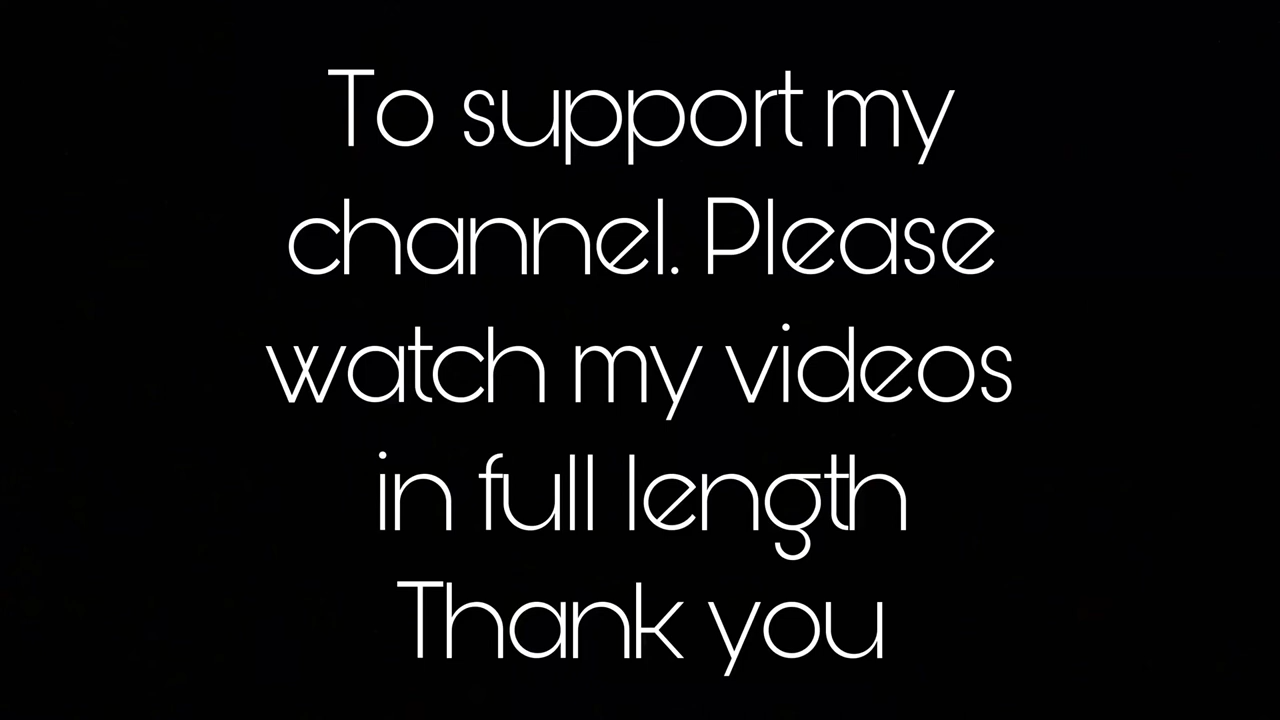 To support my
channel. Please
watch my videos
in full length
Thank you